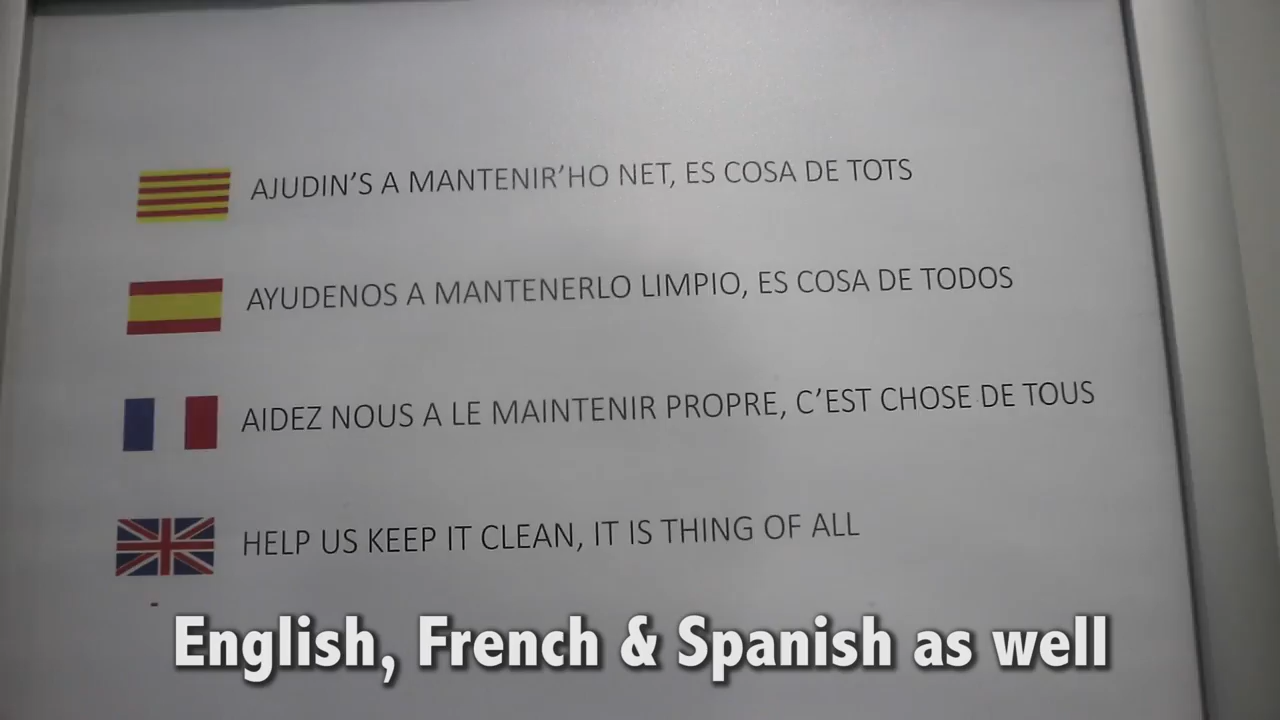 AJUDIN'S A MANTENIR'HO NET, ES COSA DE TOTS
AYUDENOS A MANTENERLO LIMPIO, ES COSA DE TODOS
AIDEZ NOUS A LE MAINTENIR PROPRE, C'EST CHOSE DE TOUS
HELP US KEEP IT CLEAN, IT IS THING OF ALL
English, French & Spanish as well